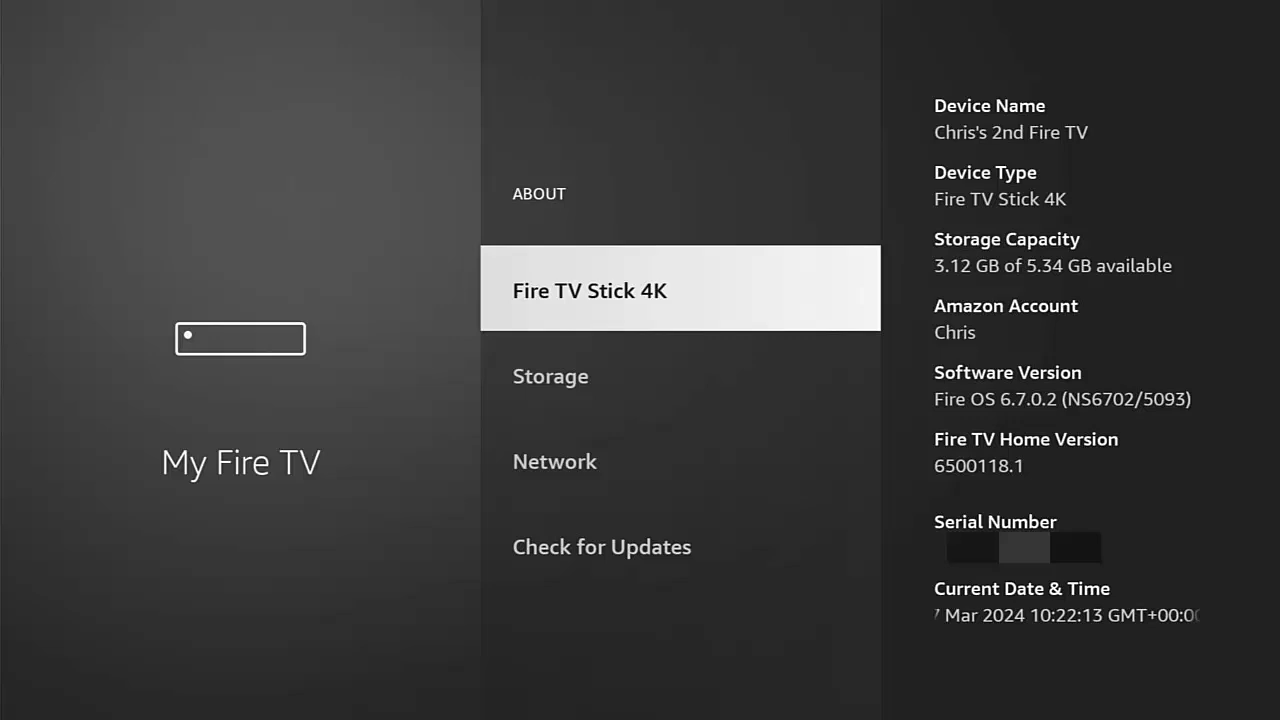 My Fire TV
ABOUT
Fire TV Stick 4K
Storage
Network
Check for Updates
Device Name
Chris's 2nd Fire TV
Device Type
Fire TV Stick 4K
Storage Capacity
3.12 GB of 5.34 GB available
Amazon Account
Chris
Software Version
Fire OS 6.7.0.2 (NS6702/5093)
Fire TV Home Version
6500118.1
Serial Number
Current Date & Time
Mar 2024 10:22:13 GMT+00:0